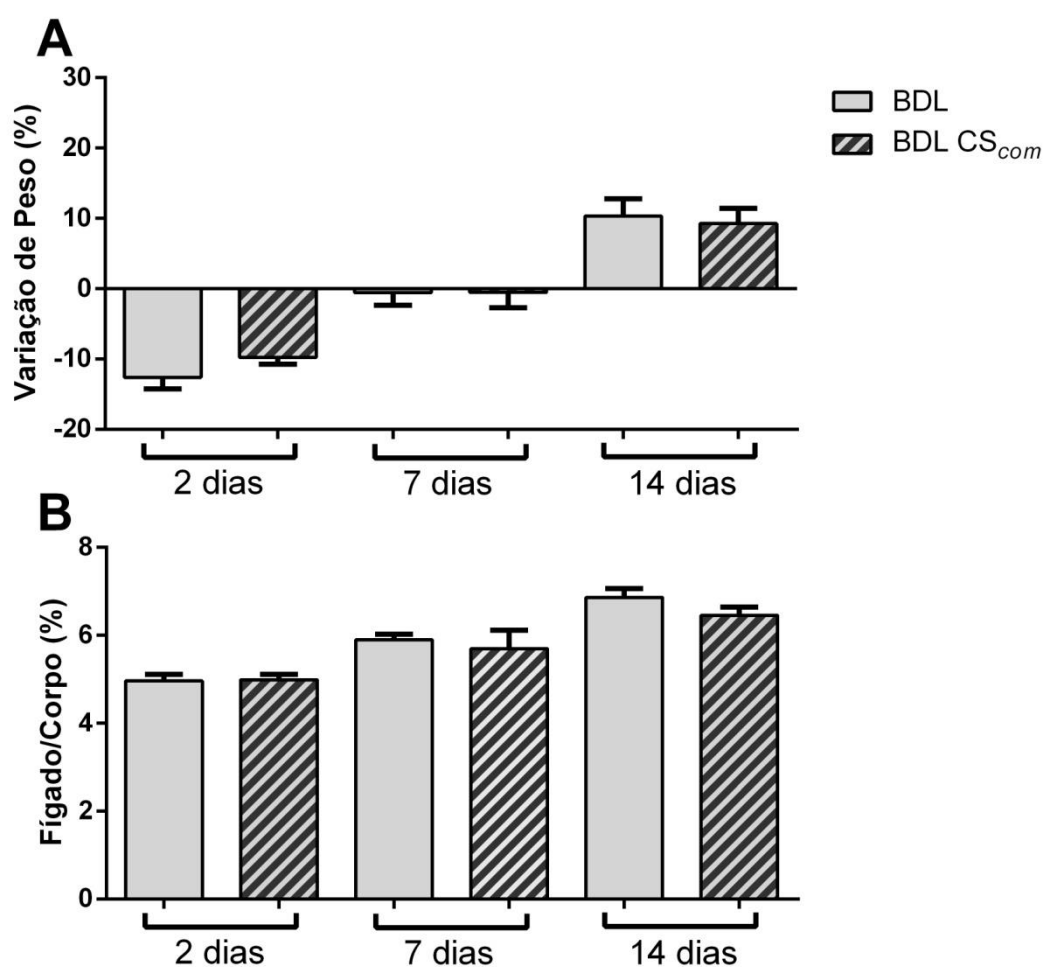 A
Variação de Peso (%)
30
20
10
0
-10
-20
2 dias
7 dias
14 dias
BDL
BDL CScom
B
Fígado/Corpo (%)
8
6
4
2
0
2 dias
7 dias
14 dias